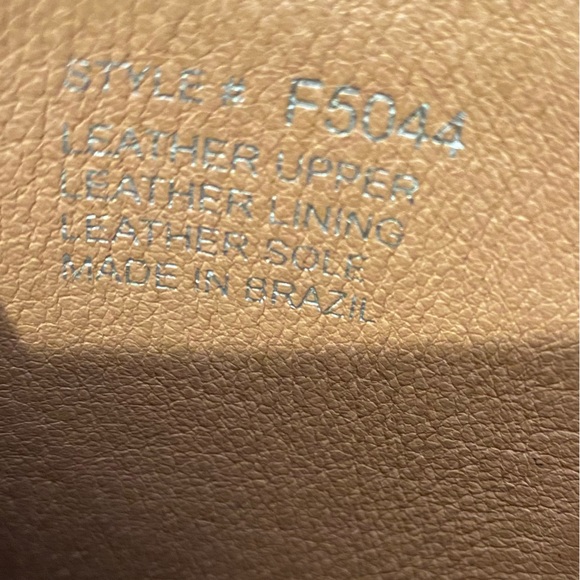 STYLE # F5044
LEATHER UPPER
LEATHER LINING
LEATHER SOLE
MADE IN BRAZIL